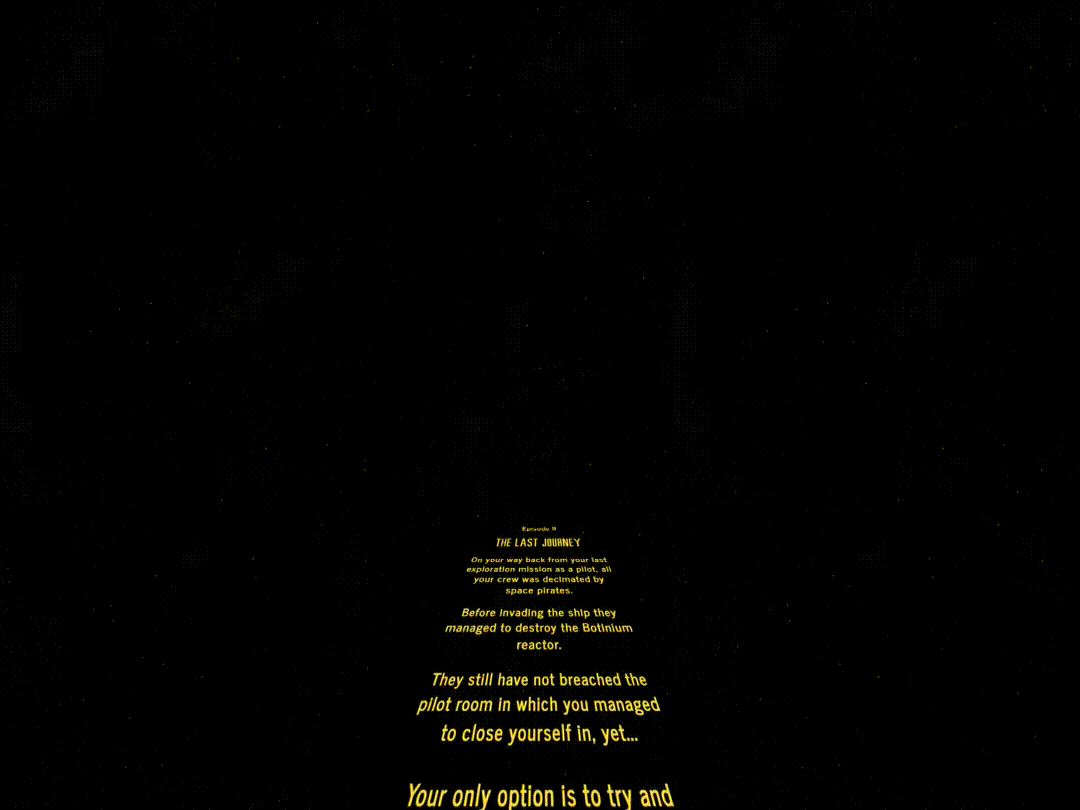 Episode II
THE LAST JOURNEY
On your way back from your last
exploration mission as a pilot, all
your crew was decimated by
space pirates.
Before invading the ship they
managed to destroy the Botinium
reactor.
They still have not breached the
pilot room in which you managed
to close yourself in, yet...
Your only option is to try and